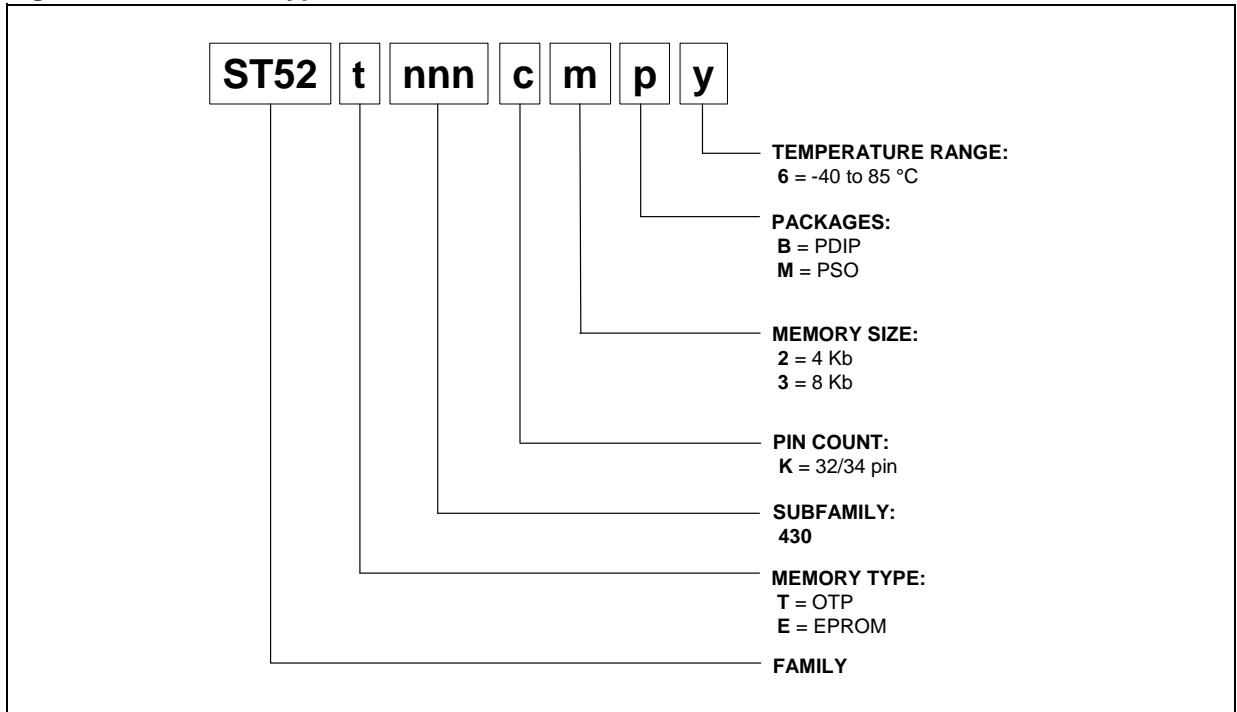 ST52 t nnn c m p y
TEMPERATURE RANGE:
6 = -40 to 85 °C
PACKAGES:
B = PDIP
M = PSO
MEMORY SIZE:
2 = 4 Kb
3 = 8 Kb
PIN COUNT:
K = 32/34 pin
SUBFAMILY:
430
MEMORY TYPE:
T = OTP
E = EPROM
FAMILY